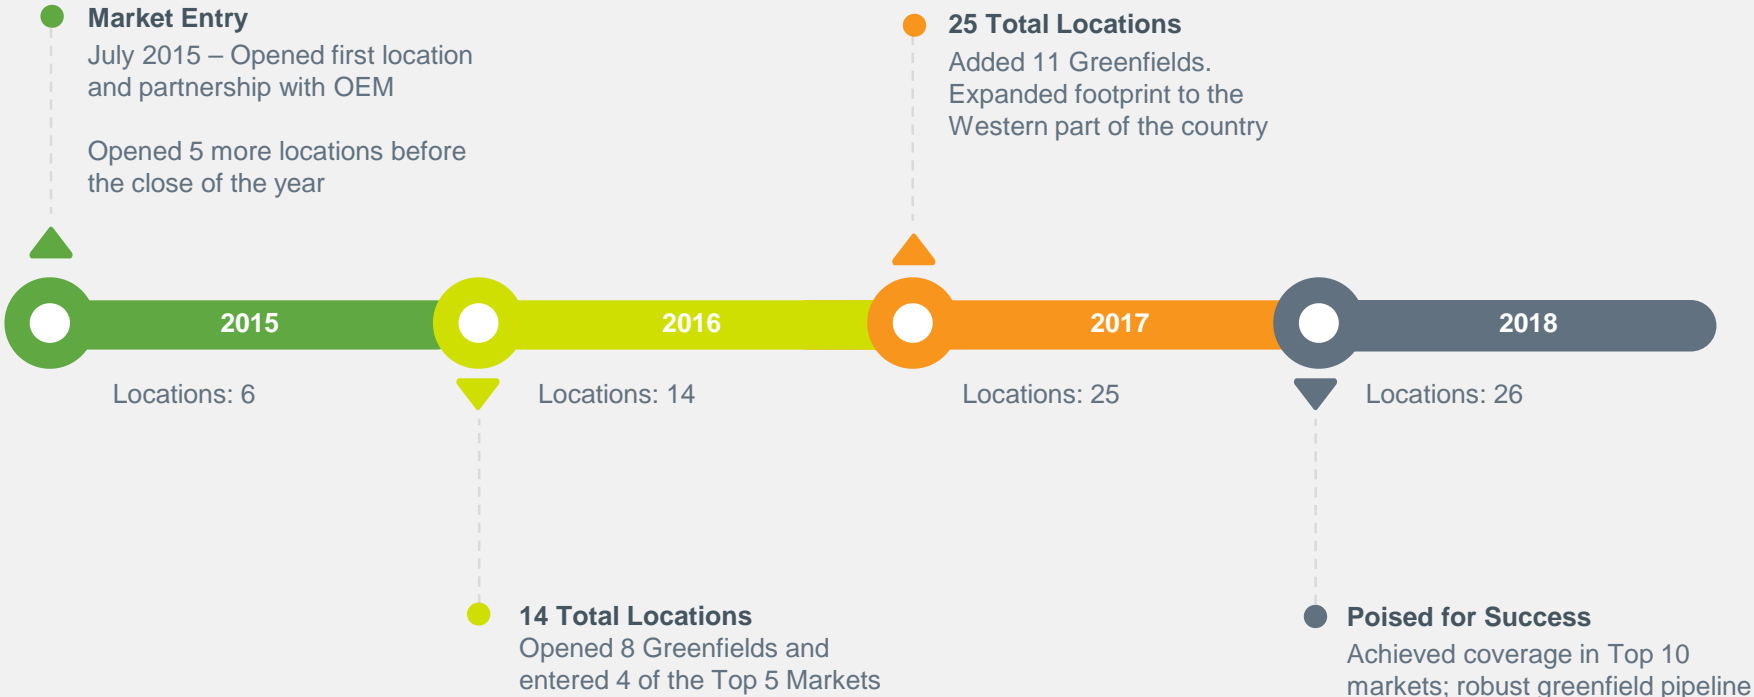 Market Entry
July 2015 – Opened first location
and partnership with OEM
Opened 5 more locations before
the close of the year
25 Total Locations
Added 11 Greenfields.
Expanded footprint to the
Western part of the country
2015
2016
2017
2018
Locations: 6
Locations: 14
Locations: 25
Locations: 26
14 Total Locations
Opened 8 Greenfields and
entered 4 of the Top 5 Markets
Poised for Success
Achieved coverage in Top 10
markets; robust greenfield pipeline